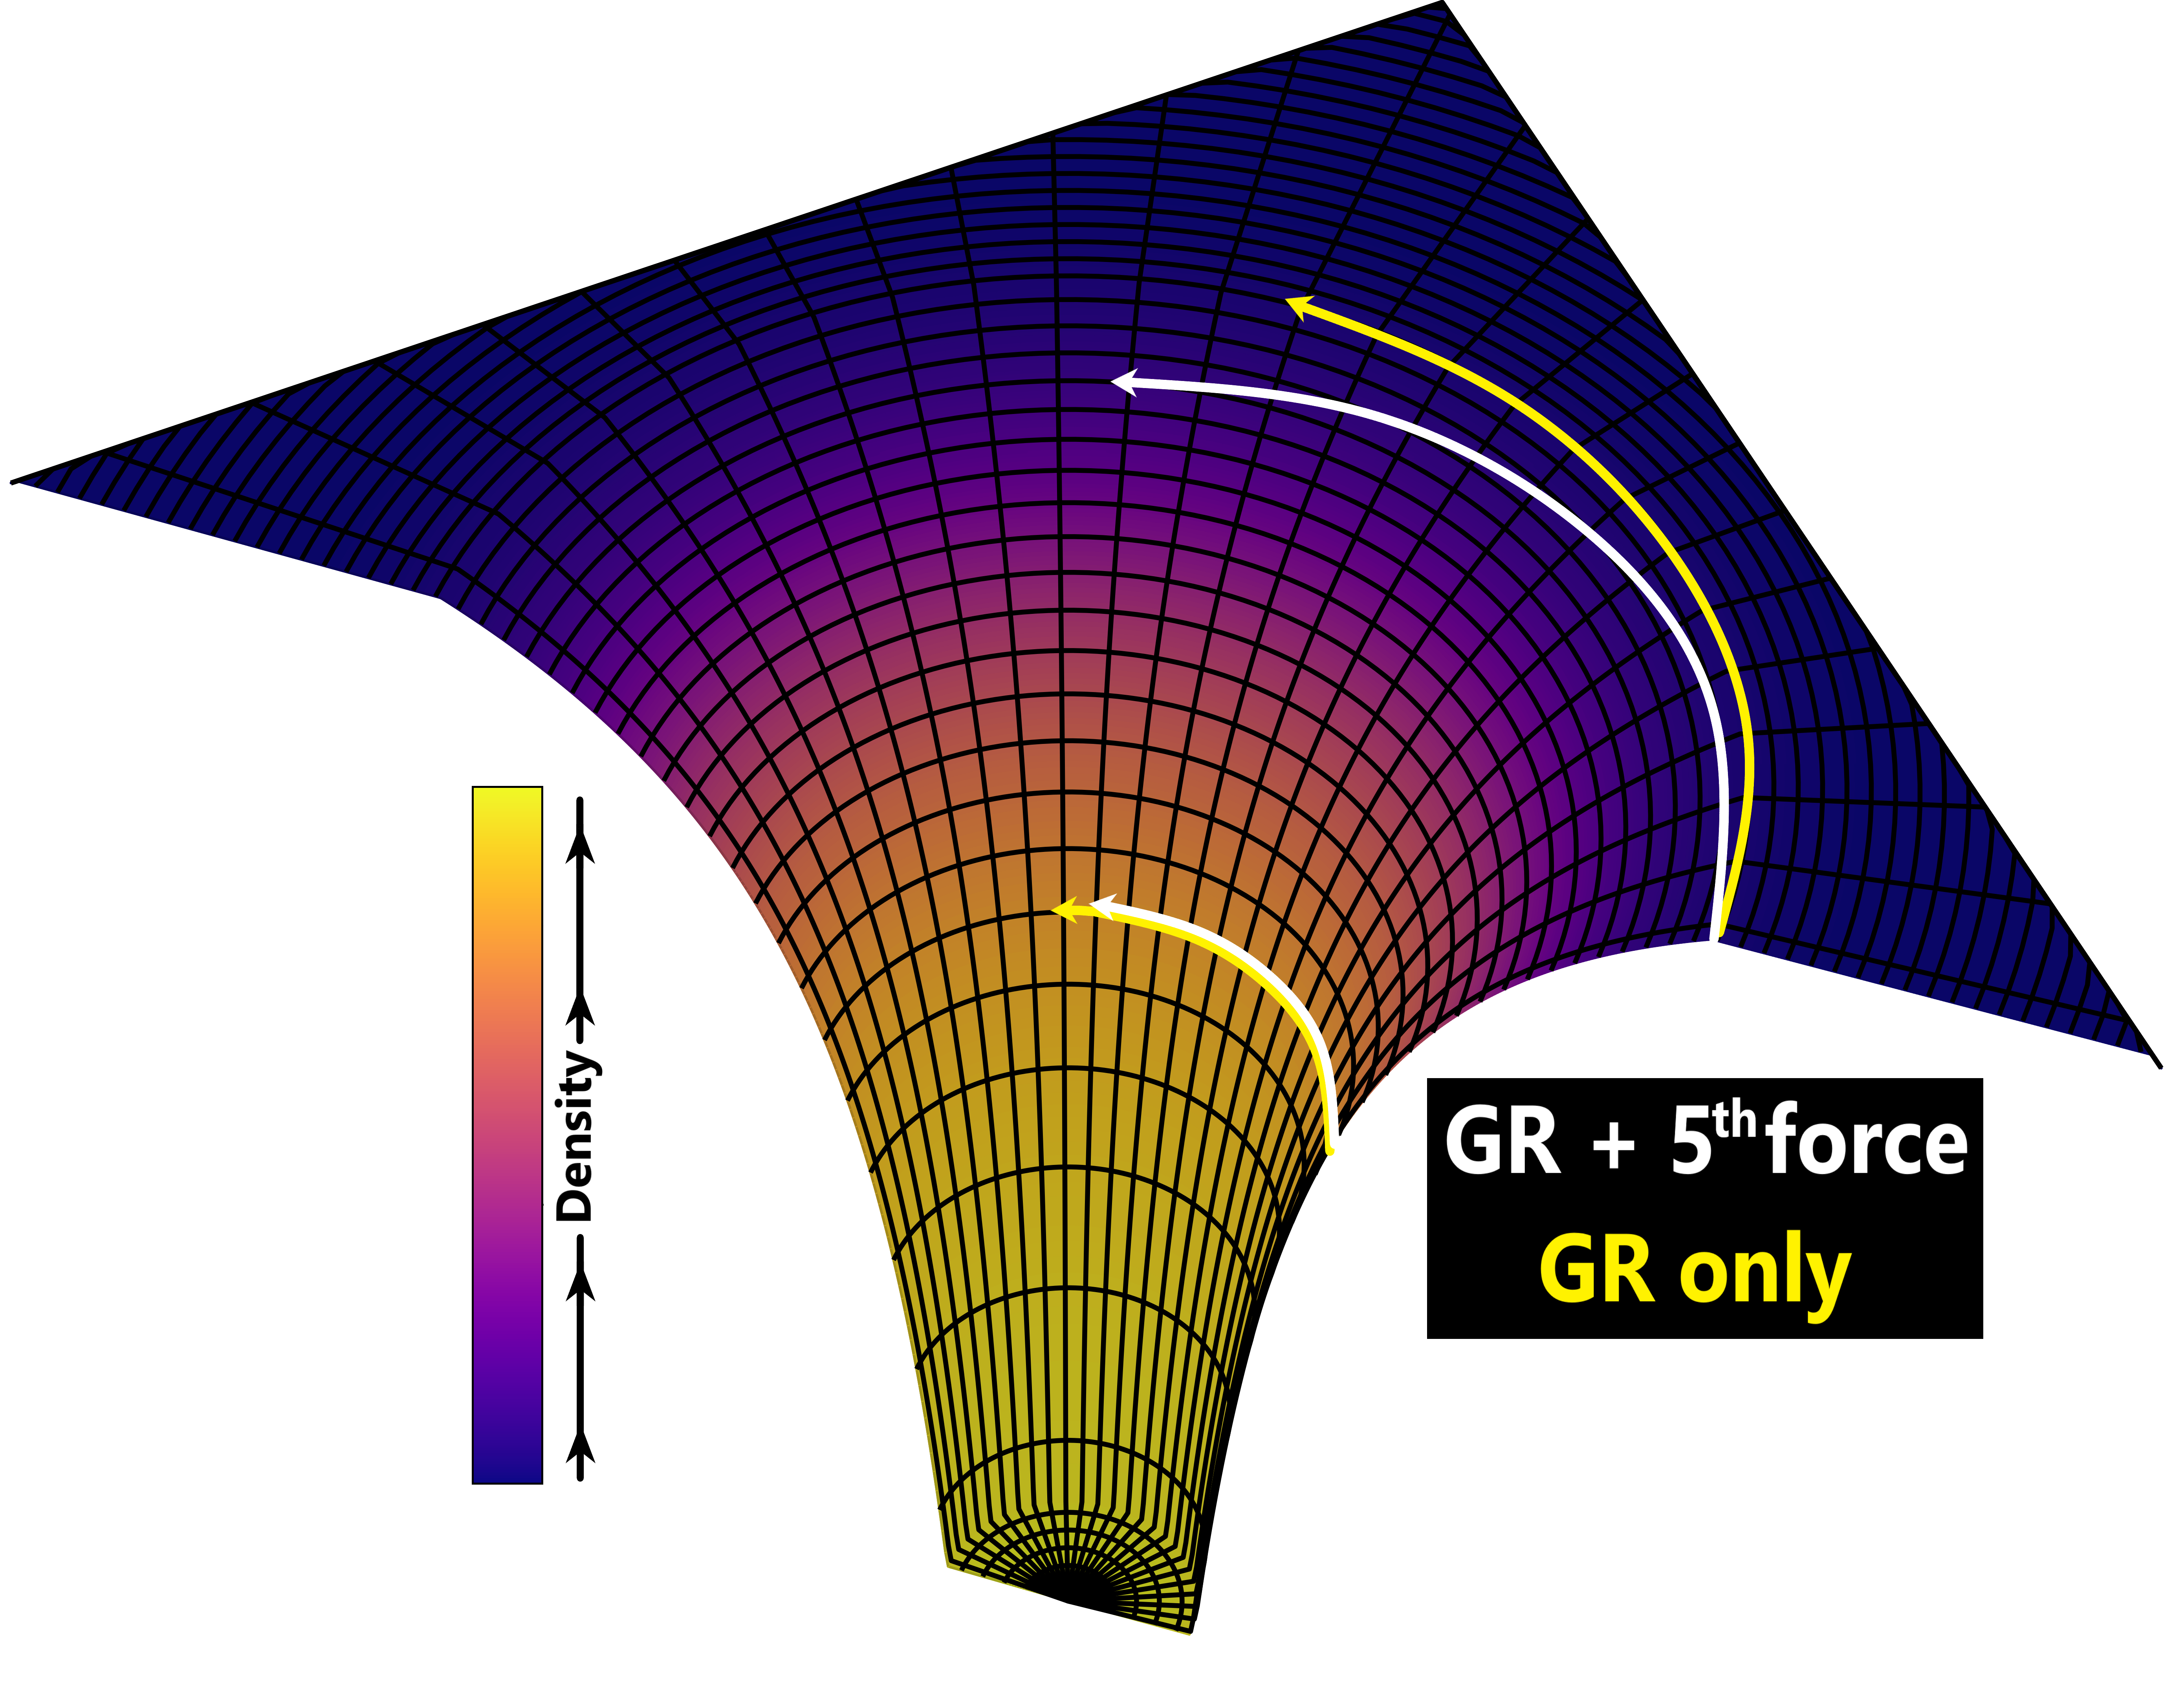 Density
GR + 5th force
GR only